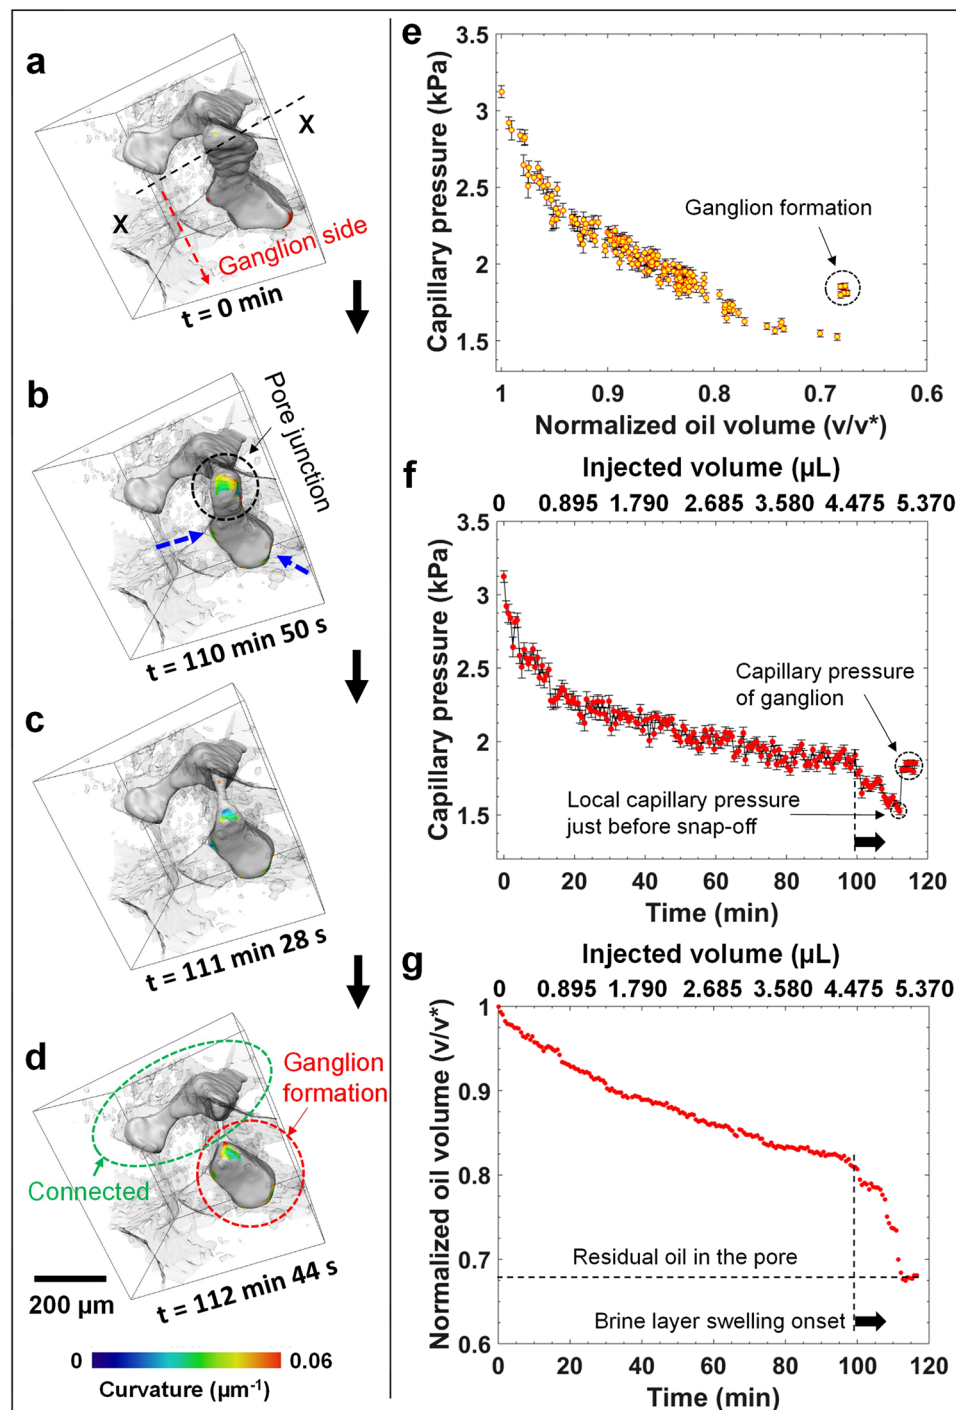 a
X
X
Ganglion side
t = 0 min
b
Pore junction
t = 110 min 50 s
c
t = 111 min 28 s
d
Ganglion
formation
Connected
200 µm
t = 112 min 44 s
0
0.06
Curvature (µm⁻¹)
e
3.5
3
2.5
2
1.5
Capillary pressure (kPa)
Ganglion formation
1
0.9
0.8
0.7
0.6
Normalized oil volume (v/v*)
f
Injected volume (µL)
0
0.895
1.790
2.685
3.580
4.475
5.370
3.5
3
2.5
2
1.5
Capillary pressure (kPa)
Capillary pressure
of ganglion
Local capillary pressure
just before snap-off
0
20
40
60
80
100
120
Time (min)
g
Injected volume (µL)
0
0.895
1.790
2.685
3.580
4.475
5.370
1
0.9
0.8
0.7
0.6
Normalized oil volume (v/v*)
Residual oil in the pore
Brine layer swelling onset
0
20
40
60
80
100
120
Time (min)